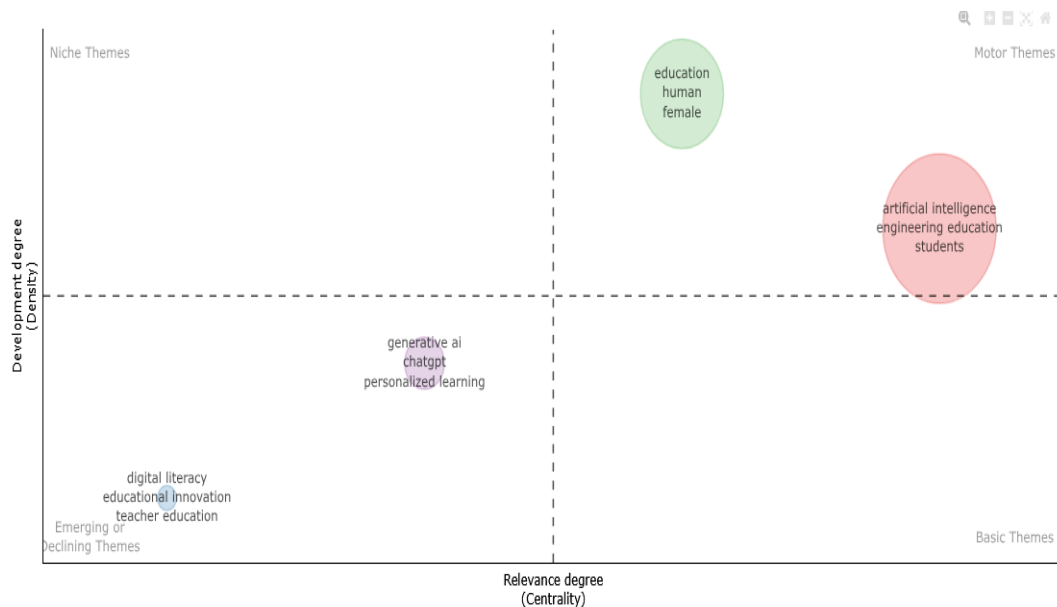 Niche Themes
Motor Themes
education
human
female
artificial intelligence
engineering education
students
Development degree
(Density)
generative ai
chatgpt
personalized learning
digital literacy
educational innovation
teacher education
Emerging or
Declining Themes
Basic Themes
Relevance degree
(Centrality)